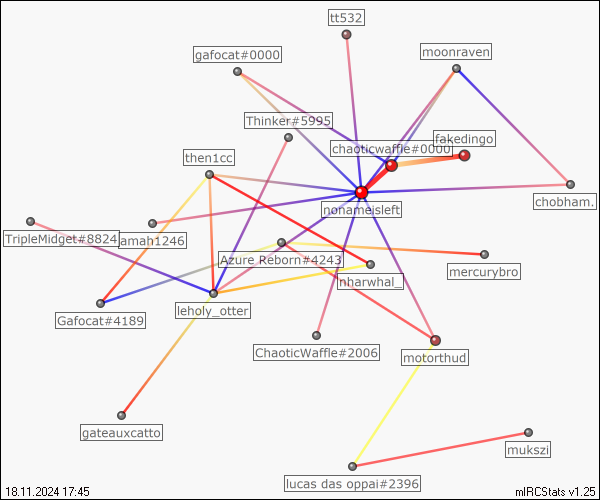 tt532
gafocat#0000
moonraven
Thinker#5995
fakedingo
chaoticwaffle#0000
then1cc
nonameisleft
chobham.
TripleMidget#8824
amah1246
Azure Reborn#4243
mercurybro
nharwhal_
leholy_otter
Gafocat#4189
ChaoticWaffle#2006
motorthud
gateauxcatto
mukszi
lucas das oppai#2396
18.11.2024 17:45
mIRCStats v1.25